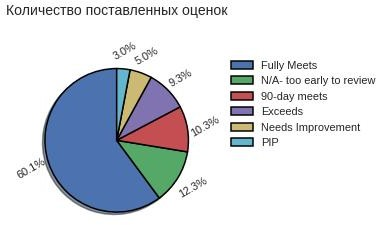 Количество поставленных оценок
3.0%
5.0%
9.3%
10.3%
12.3%
60.1%
Fully Meets
N/A- too early to review
90-day meets
Exceeds
Needs Improvement
PIP